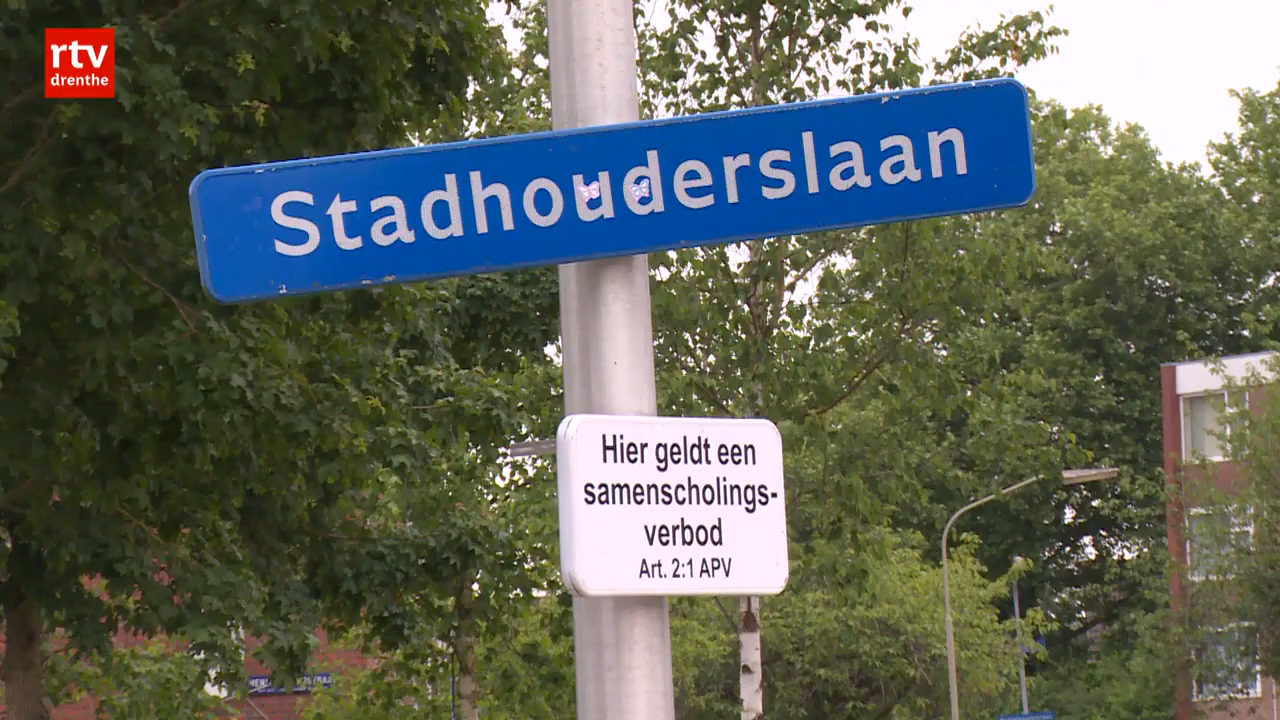 rtv
drenthe
Stadhouderslaan
Hier geldt een
samenscholings-
verbod
Art. 2:1 APV